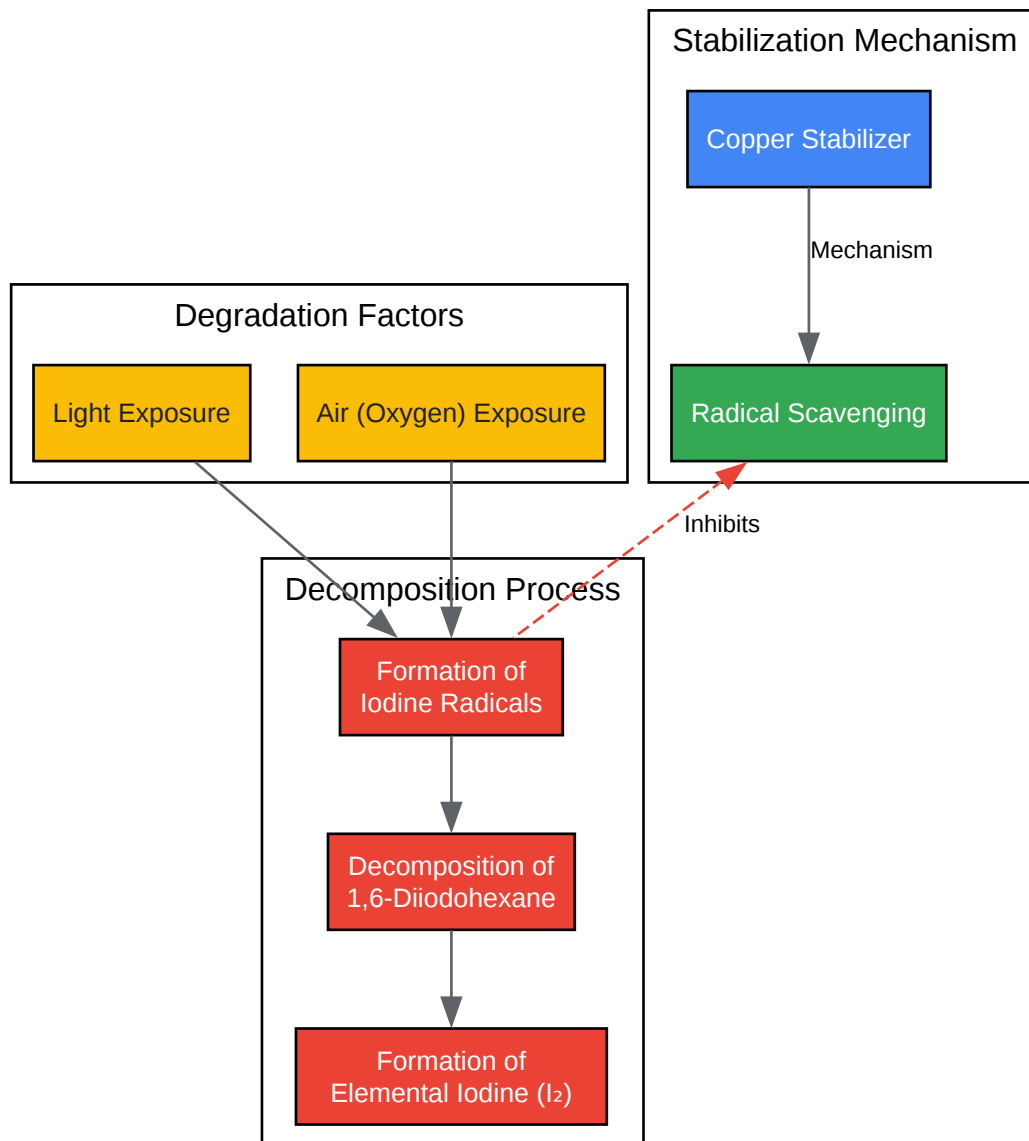 Stabilization Mechanism
Copper Stabilizer
Mechanism
Degradation Factors
Light Exposure
Air (Oxygen) Exposure
Radical Scavenging
Inhibits
Decomposition Process
Formation of
Iodine Radicals
Decomposition of
1,6-Diiodohexane
Formation of
Elemental Iodine (I₂)